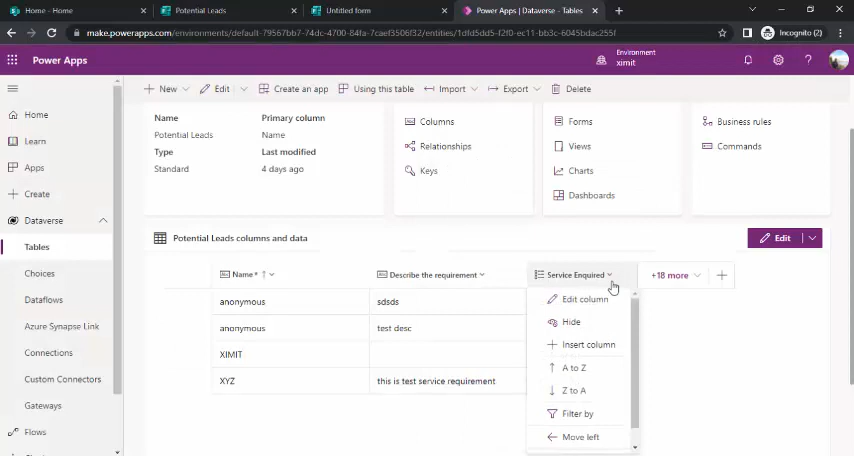 Home - Home
Potential Leads
Untitled form
Power Apps | Dataverse - Tables
make.powerapps.com/environments/default-79567bb7-74dc-4700-84fa-7caef3506f32/entities/1dfd5dd5-f2f0-ec11-bb3c-6045bdac255f
Incognito (2)
Power Apps
Environment
ximit
New
Edit
Create an app
Using this table
Import
Export
Delete
Home
Learn
Apps
Create
Dataverse
Tables
Choices
Dataflows
Azure Synapse Link
Connections
Custom Connectors
Gateways
Flows
Name
Primary column
Potential Leads
Name
Type
Last modified
Standard
4 days ago
Columns
Relationships
Keys
Forms
Views
Charts
Dashboards
Business rules
Commands
Potential Leads columns and data
Edit
Name *
Describe the requirement
Service Enquired
+18 more
anonymous
sdsds
anonymous
test desc
XIMIT
XYZ
this is test service requirement
Edit column
Hide
Insert column
A to Z
Z to A
Filter by
Move left